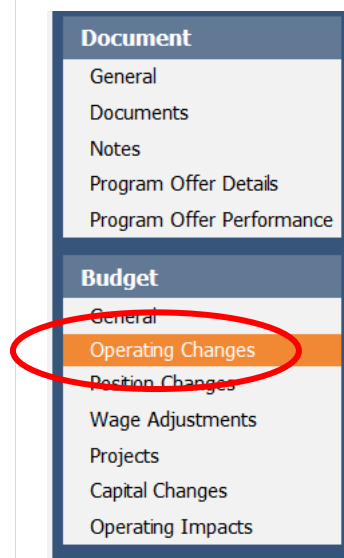 Document
General
Documents
Notes
Program Offer Details
Program Offer Performance
Budget
General
Operating Changes
Position Changes
Wage Adjustments
Projects
Capital Changes
Operating Impacts